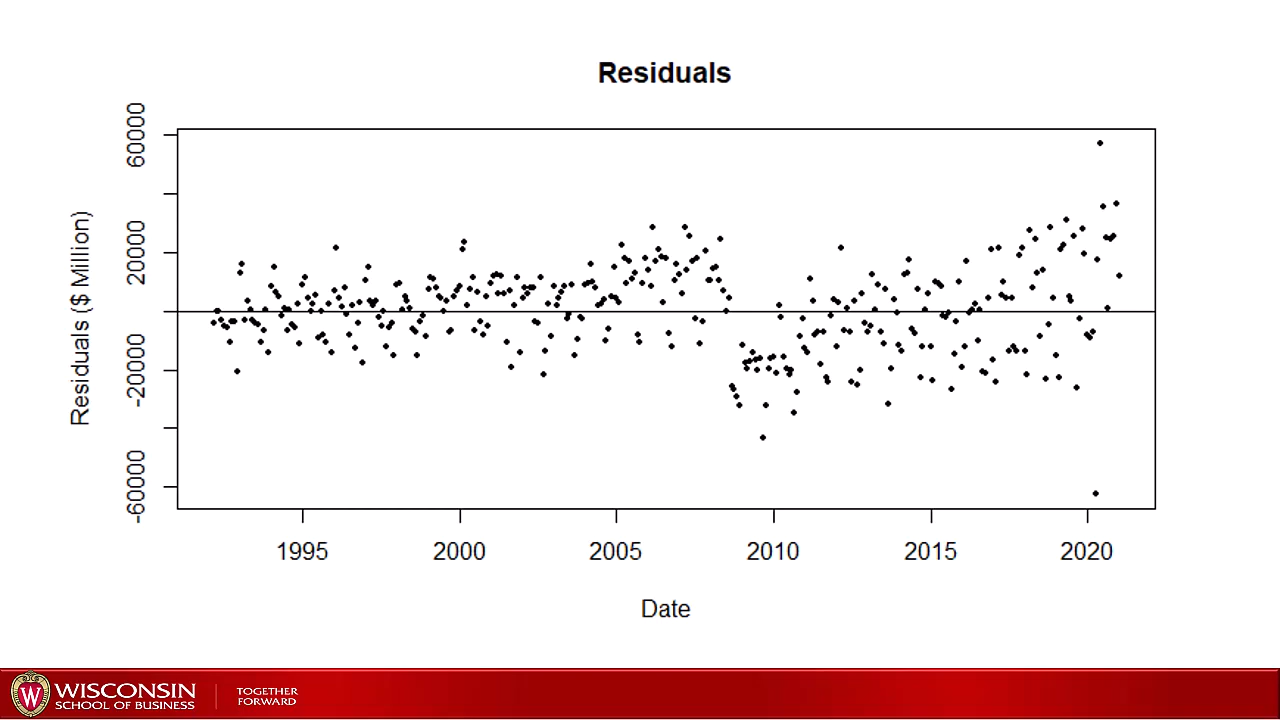 Residuals
Residuals ($ Million)
60000
20000
-20000
-60000
1995 2000 2005 2010 2015 2020
Date
W WISCONSIN
SCHOOL OF BUSINESS
TOGETHER
FORWARD